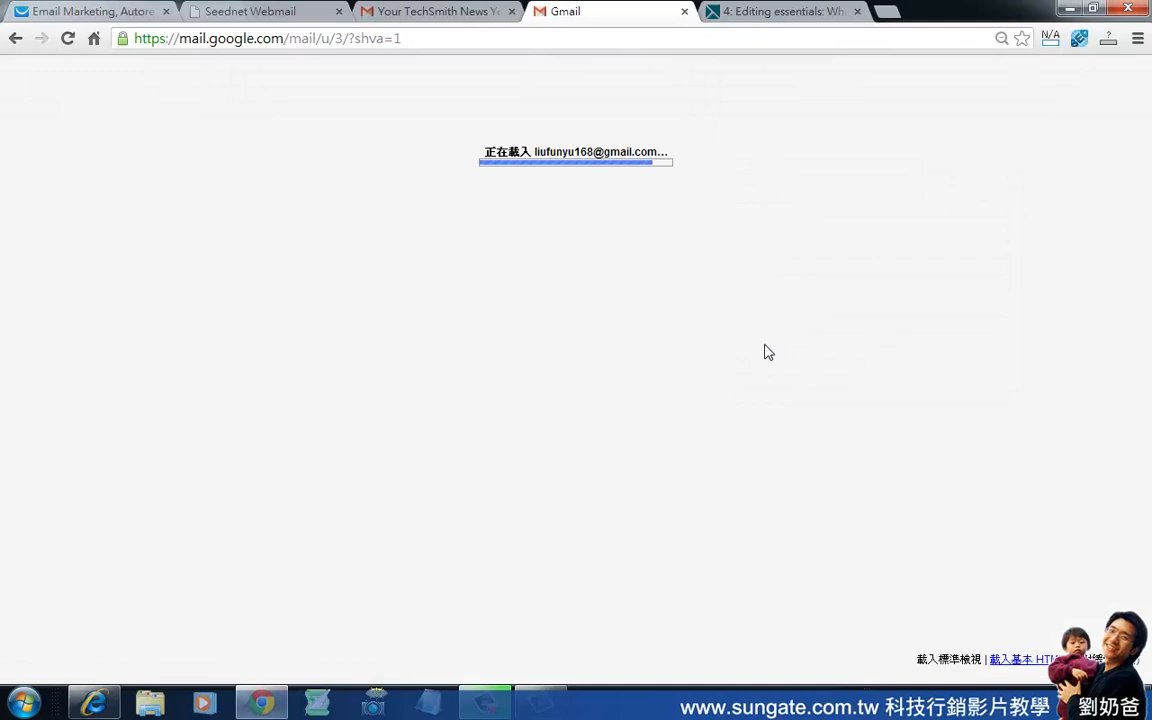 Email Marketing, Autore
Seednet Webmail
Your TechSmith News Yo
Gmail
4: Editing essentials: Whe
https://mail.google.com/mail/u/3/?shva=1
N/A
?
正在載入 liufunyu168@gmail.com...
載入標準檢視 | 載入基本 HTM
www.sungate.com.tw 科技行銷影片教學
劉奶爸